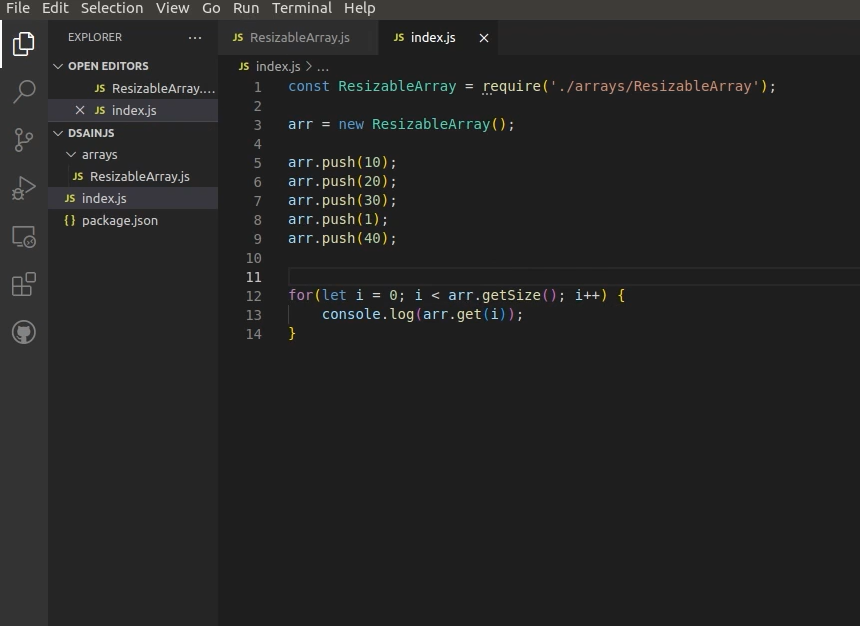 File Edit Selection View Go Run Terminal Help
EXPLORER ...
OPEN EDITORS
JS ResizableArray....
JS index.js
DSAINJS
arrays
JS ResizableArray.js
JS index.js
{} package.json
JS ResizableArray.js JS index.js
JS index.js > ...
1 const ResizableArray = require('./arrays/ResizableArray');
2
3 arr = new ResizableArray();
4
5 arr.push(10);
6 arr.push(20);
7 arr.push(30);
8 arr.push(1);
9 arr.push(40);
10
11
12 for(let i = 0; i < arr.getSize(); i++) {
13     console.log(arr.get(i));
14 }